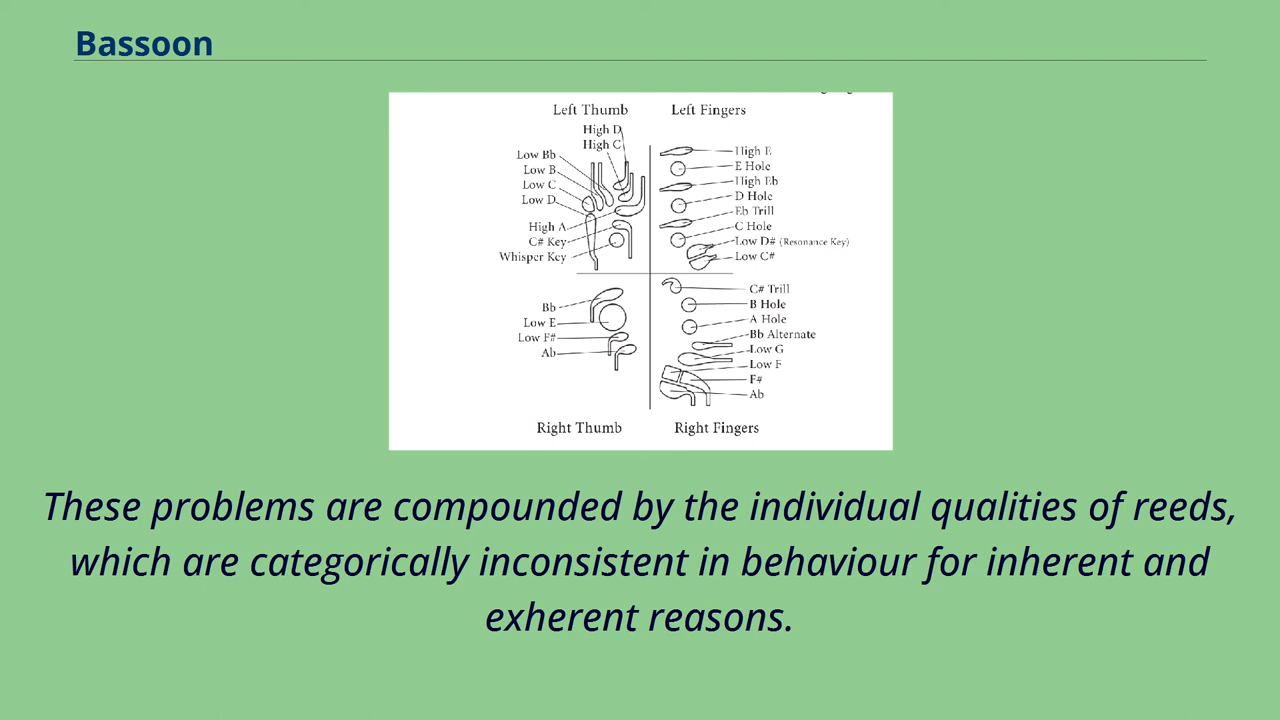 Bassoon
Left Thumb
Left Fingers
High D
High C
Low Bb
Low B
Low C
Low D
High A
C# Key
Whisper Key
High E
E Hole
High Eb
D Hole
Eb Trill
C Hole
Low D# (Resonance Key)
Low C#
Bb
Low E
Low F#
Ab
C# Trill
B Hole
A Hole
Bb Alternate
Low G
Low F
F#
Ab
Right Thumb
Right Fingers
These problems are compounded by the individual qualities of reeds,
which are categorically inconsistent in behaviour for inherent and
exherent reasons.